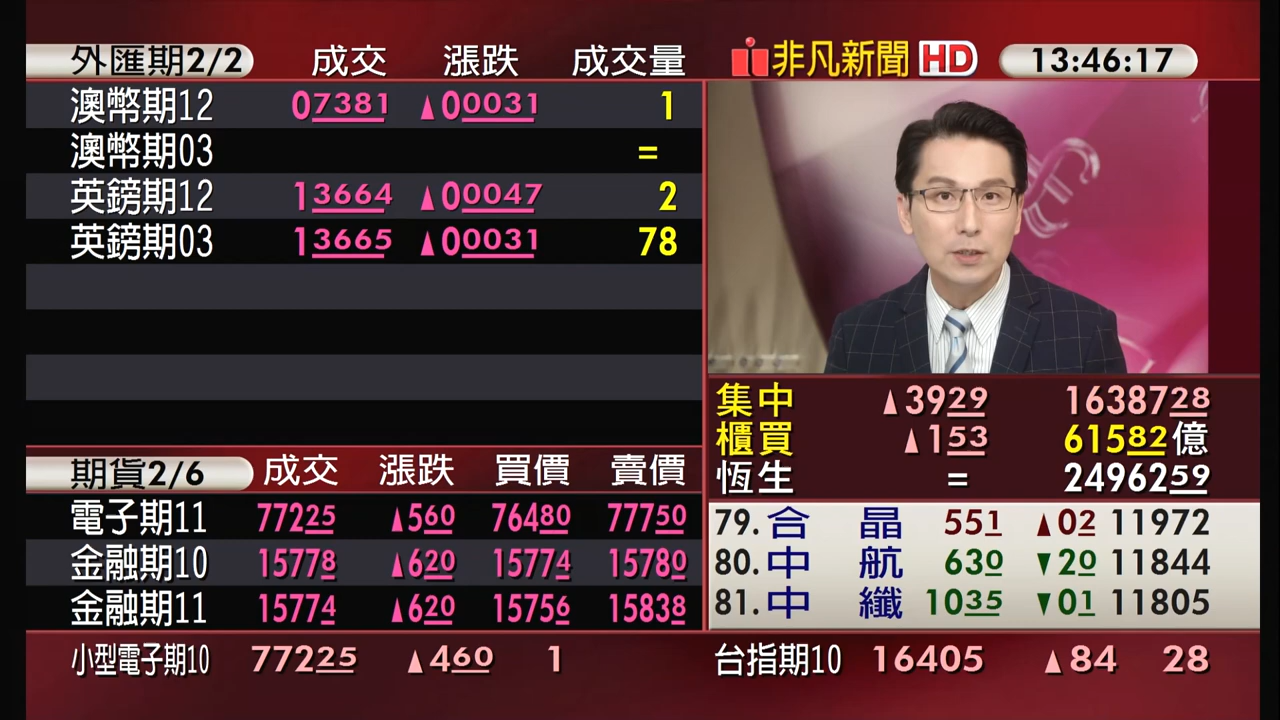 外匯期2/2 成交 漲跌 成交量
澳幣期12 07381 ▲00031 1
澳幣期03 =
英鎊期12 13664 ▲00047 2
英鎊期03 13665 ▲00031 78
期貨2/6 成交 漲跌 買價 賣價
電子期11 77225 ▲560 76480 77750
金融期10 15778 ▲620 15774 15780
金融期11 15774 ▲620 15756 15838
小型電子期10 77225 ▲460 1
非凡新聞HD 13:46:17
集中 ▲3929 1638728
櫃買 ▲153 61582億
恆生 = 2496259
79.合晶 551 ▲02 11972
80.中航 630 ▼20 11844
81.中纖 1035 ▼01 11805
台指期10 16405 ▲84 28